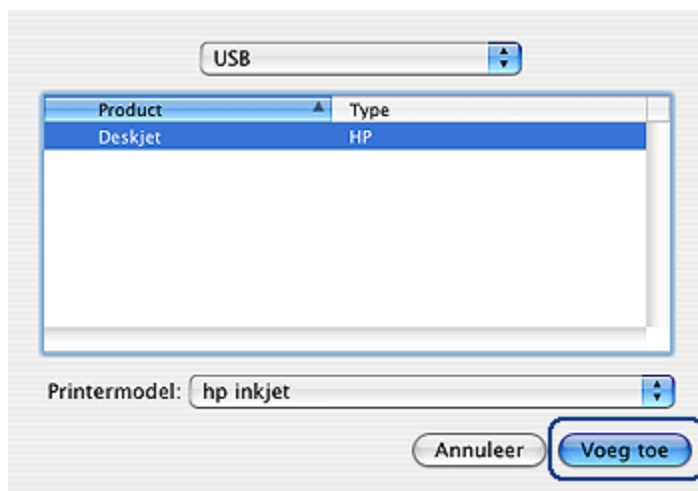 USB
Product Type
Deskjet HP
Printermodel: hp inkjet
Annuleer Voeg toe